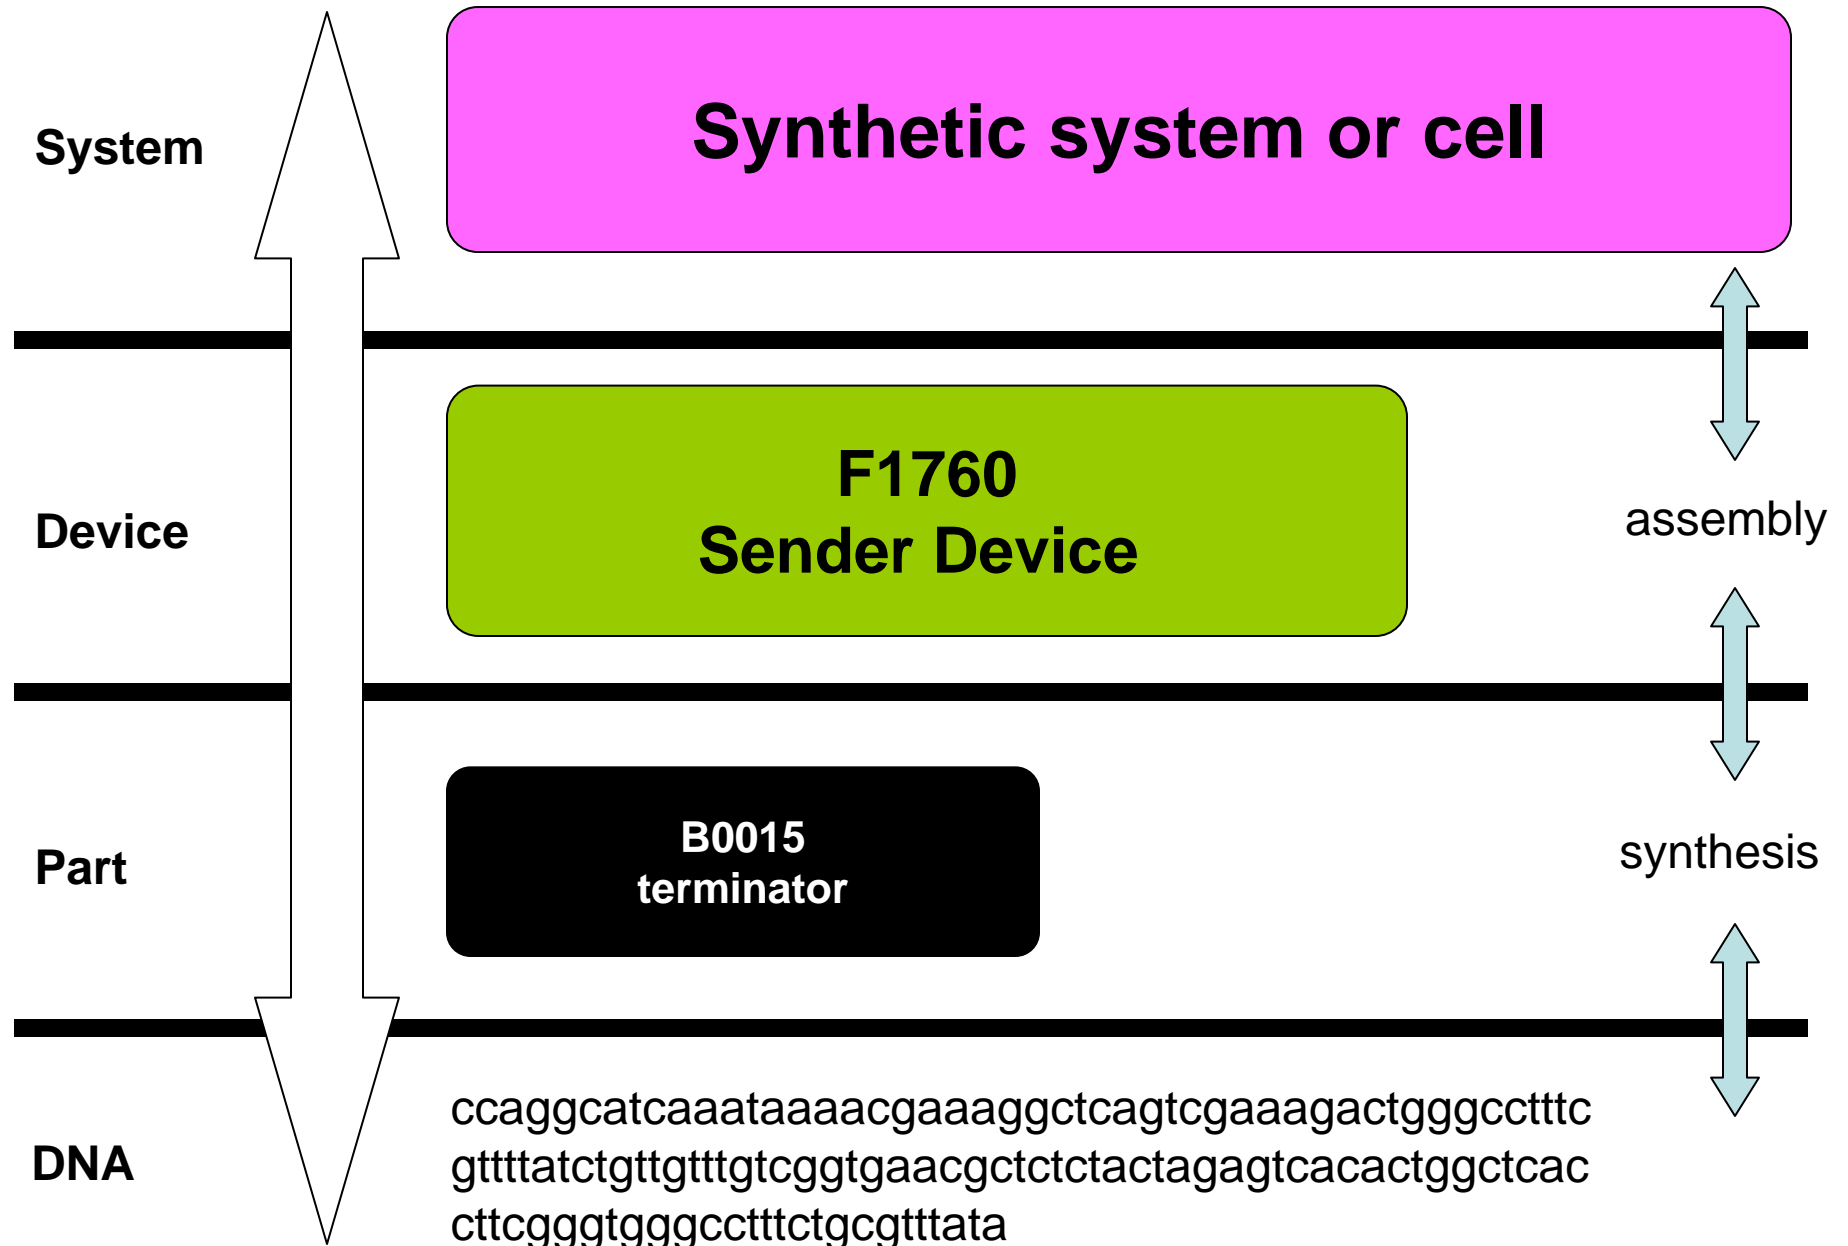 System
Synthetic system or cell
Device
F1760
Sender Device
assembly
Part
B0015
terminator
synthesis
DNA
ccaggcatcaaataaaacgaaaggctcagtcgaaagactgggcctttc
gttttatctgttgtttgtcggtgaacgctctctactagagtcacactggctcac
cttcgggtgggcctttctgcgtttata